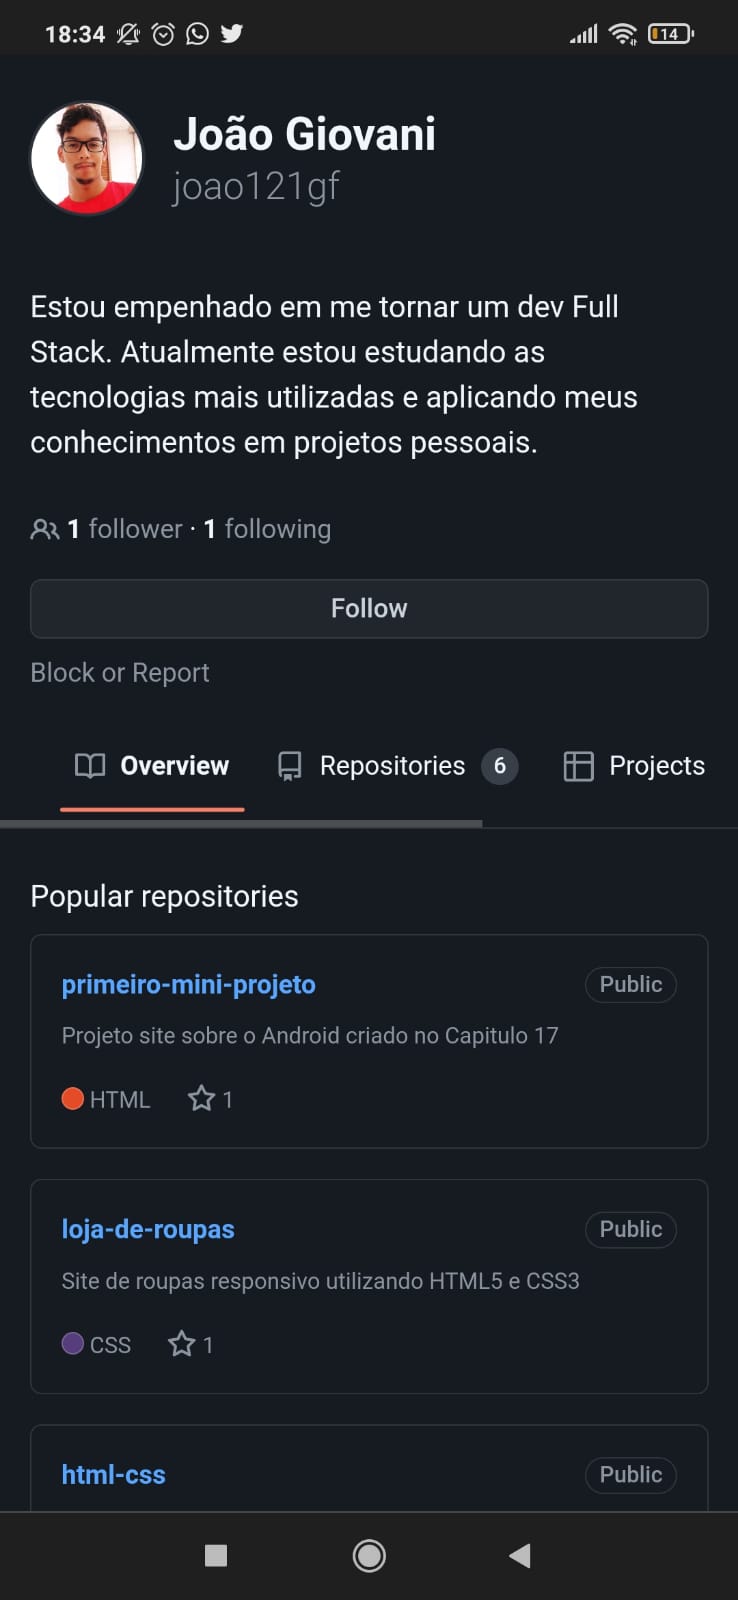 18:34
14
João Giovani
joao121gf
Estou empenhado em me tornar um dev Full
Stack. Atualmente estou estudando as
tecnologias mais utilizadas e aplicando meus
conhecimentos em projetos pessoais.
1 follower · 1 following
Follow
Block or Report
Overview Repositories 6 Projects
Popular repositories
primeiro-mini-projeto Public
Projeto site sobre o Android criado no Capitulo 17
HTML 1
loja-de-roupas Public
Site de roupas responsivo utilizando HTML5 e CSS3
CSS 1
html-css Public